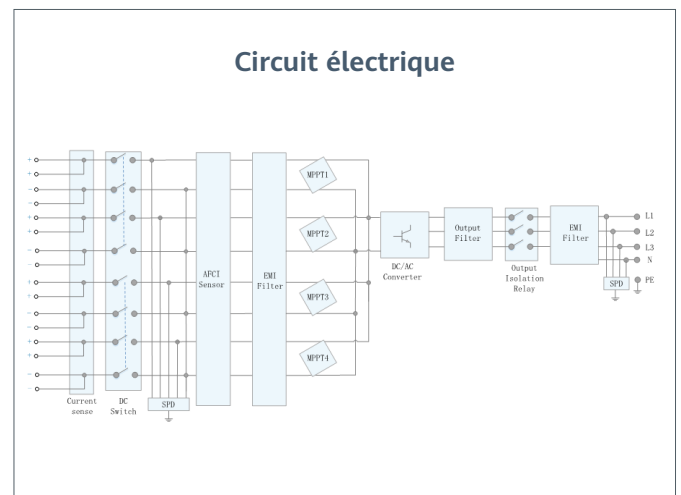 Circuit électrique
+
+
-
-
+
+
-
-
+
+
-
-
+
+
-
-
Current
sense
DC
Switch
SPD
AFCI
Sensor
EMI
Filter
MPPT1
MPPT2
MPPT3
MPPT4
DC/AC
Converter
Output
Filter
Output
Isolation
Relay
EMI
Filter
L1
L2
L3
N
PE
SPD